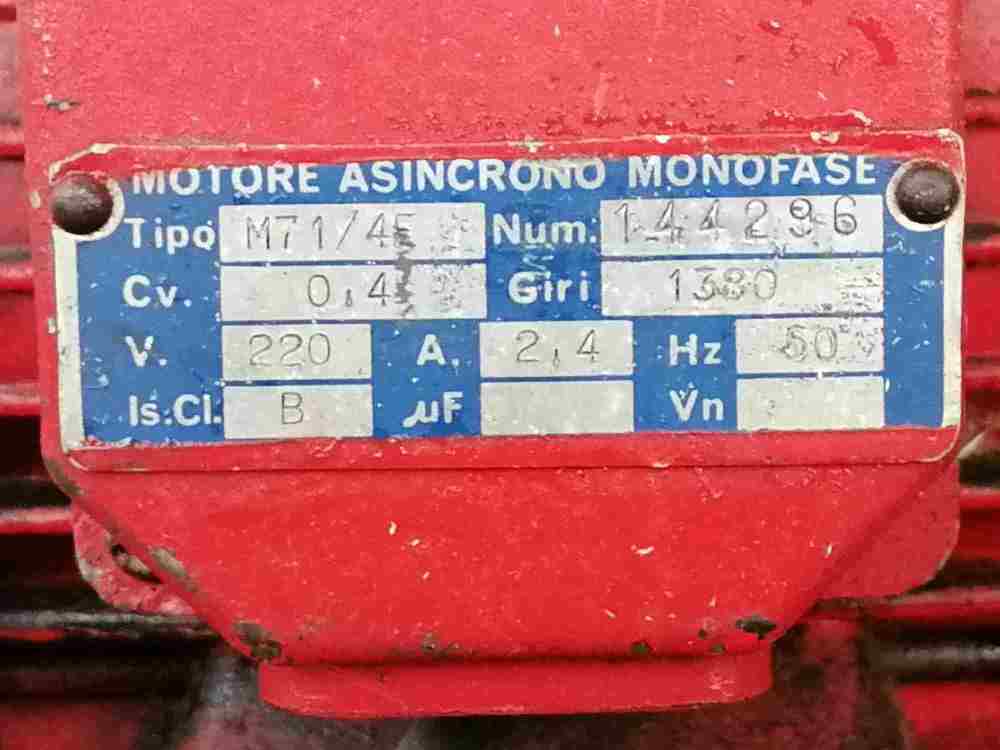 MOTORE ASINCRONO MONOFASE
Tipo M71/4 Num: 144296
Cv. 0,4 Giri 1380
V. 220 A. 2,4 Hz 50
Is.Cl. B µF Vn